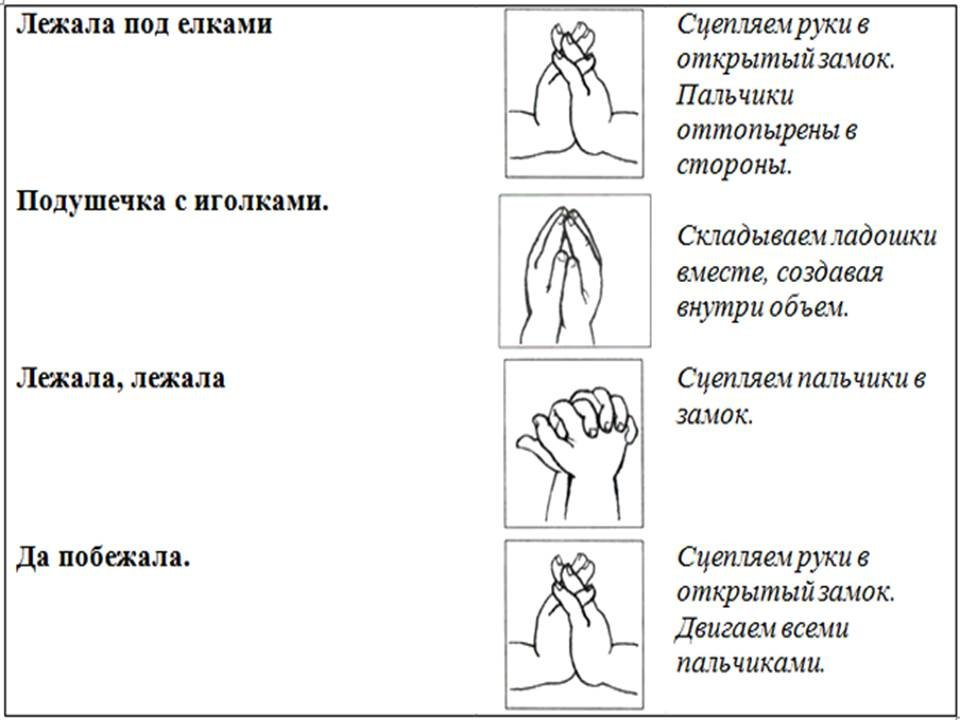 Лежала под елками
Сцепляем руки в
открытый замок.
Пальчики
оттопырены в
стороны.
Подушечка с иголками.
Складываем ладошки
вместе, создавая
внутри объем.
Лежала, лежала
Сцепляем пальчики в
замок.
Да побежала.
Сцепляем руки в
открытый замок.
Двигаем всеми
пальчиками.